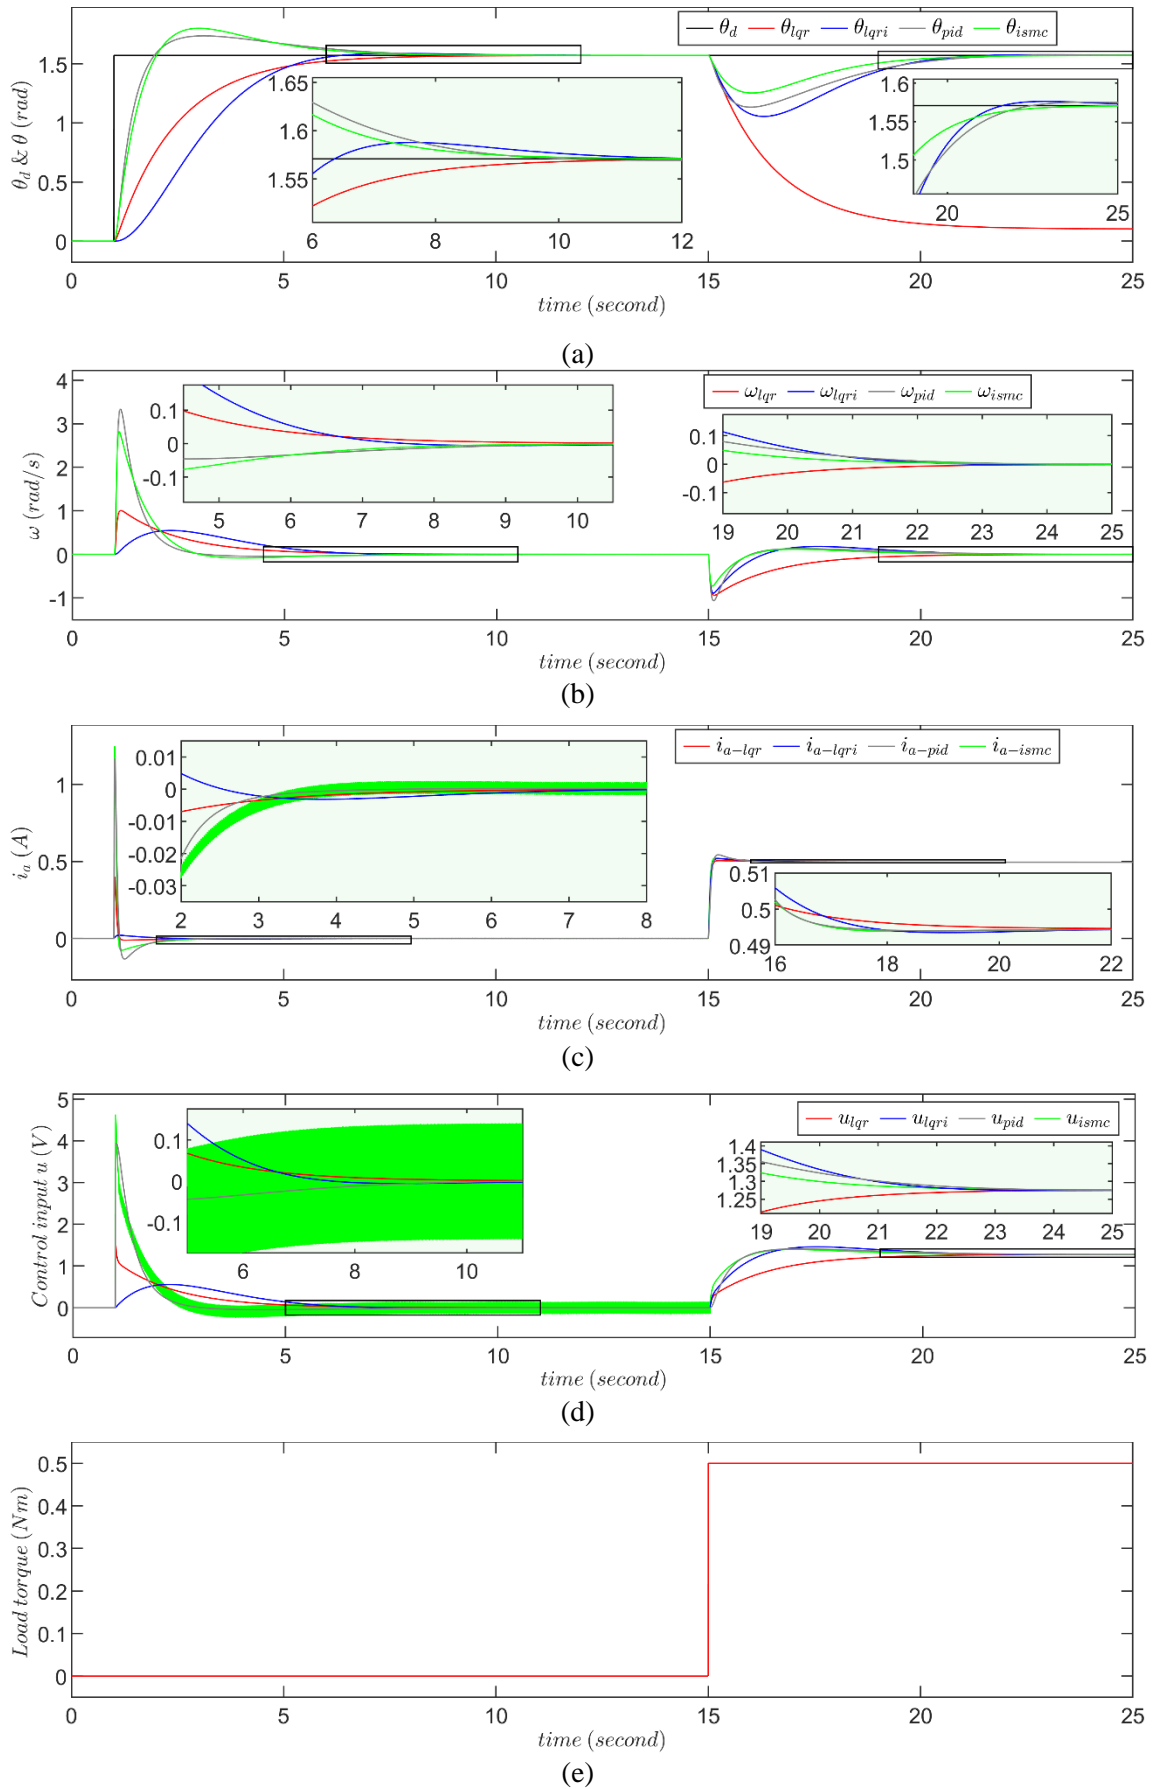 θd θlqr θlqri θpid θismc
θd & θ (rad)
1.5
1
0.5
0
1.65
1.6
1.55
6 8 10 12
1.6
1.55
1.5
20 25
0 5 10 15 20 25
time (second)
(a)
ωlqr ωlqri ωpid ωismc
ω (rad/s)
4
3
2
1
0
-1
0.1
0
-0.1
5 6 7 8 9 10
0.1
0
-0.1
19 20 21 22 23 24 25
0 5 10 15 20 25
time (second)
(b)
ia−lqr ia−lqri ia−pid ia−ismc
ia (A)
1
0.5
0
0.01
0
-0.01
-0.02
-0.03
2 3 4 5 6 7 8
0.51
0.5
0.49
16 18 20 22
0 5 10 15 20 25
time (second)
(c)
ulqr ulqri upid uismc
Control input u (V)
5
4
3
2
1
0
0.1
0
-0.1
6 8 10
1.4
1.35
1.3
1.25
19 20 21 22 23 24 25
0 5 10 15 20 25
time (second)
(d)
Load torque (Nm)
0.5
0.4
0.3
0.2
0.1
0
0 5 10 15 20 25
time (second)
(e)